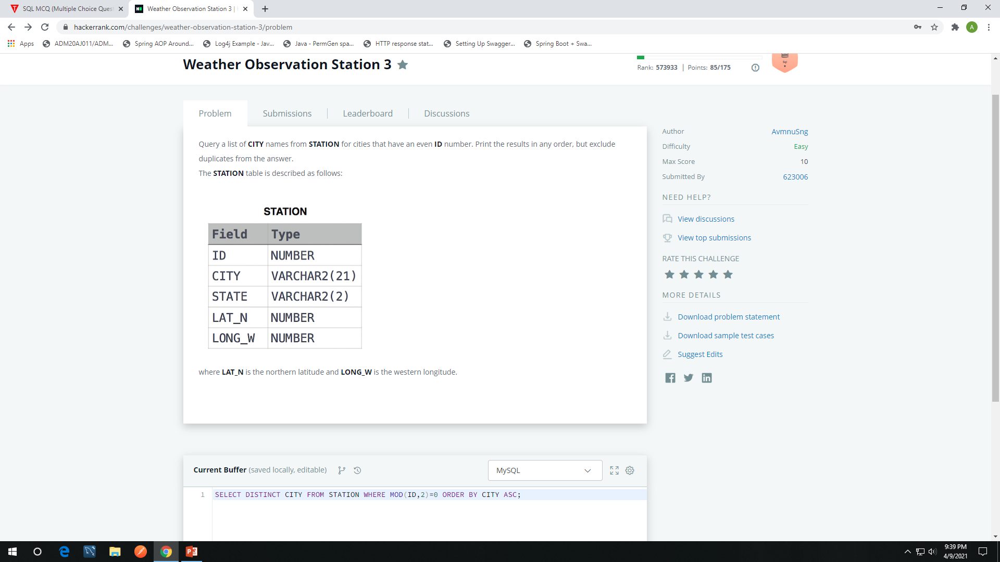 SQL MCQ (Multiple Choice Ques
Weather Observation Station 3 |
hackerrank.com/challenges/weather-observation-station-3/problem
A
Apps
ADM20AJ011/ADM...
Spring AOP Around...
Log4j Example - Jav...
Java - PermGen spa...
HTTP response stat...
Setting Up Swagger...
Spring Boot + Swa...
Weather Observation Station 3
Rank: 573933 | Points: 85/175
Sql
Problem
Submissions
Leaderboard
Discussions
Query a list of CITY names from STATION for cities that have an even ID number. Print the results in any order, but exclude
duplicates from the answer.
The STATION table is described as follows:
STATION
Field Type
ID NUMBER
CITY VARCHAR2(21)
STATE VARCHAR2(2)
LAT_N NUMBER
LONG_W NUMBER
where LAT_N is the northern latitude and LONG_W is the western longitude.
Author AvmnuSng
Difficulty Easy
Max Score 10
Submitted By 623006
NEED HELP?
View discussions
View top submissions
RATE THIS CHALLENGE
MORE DETAILS
Download problem statement
Download sample test cases
Suggest Edits
Current Buffer (saved locally, editable)
MySQL
1 SELECT DISTINCT CITY FROM STATION WHERE MOD(ID,2)=0 ORDER BY CITY ASC;
9:39 PM
4/9/2021